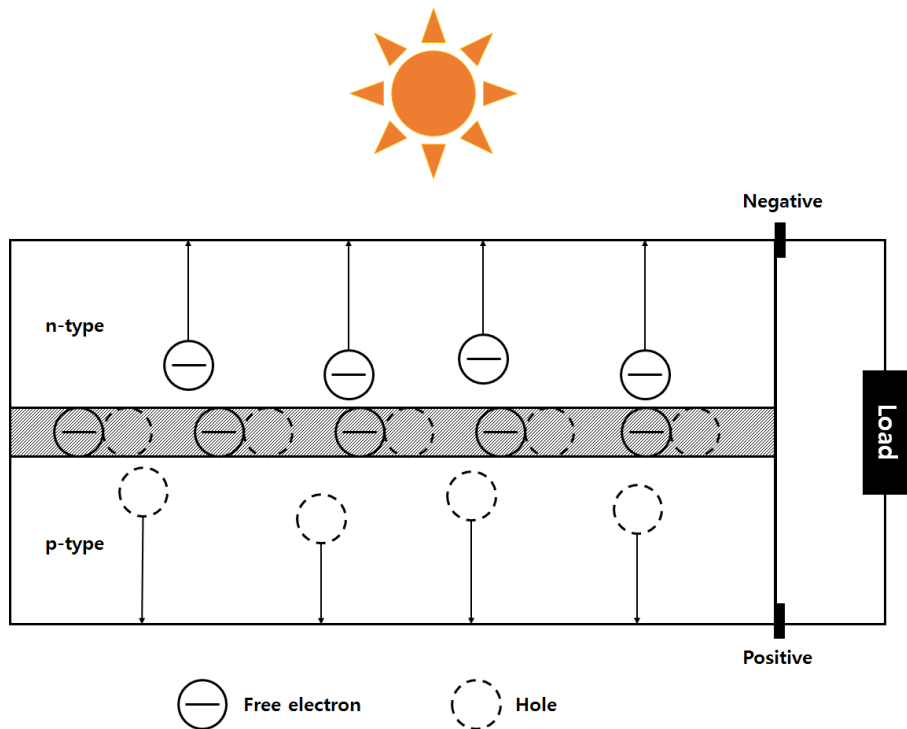 Negative
n-type
Load
p-type
Positive
Free electron
Hole